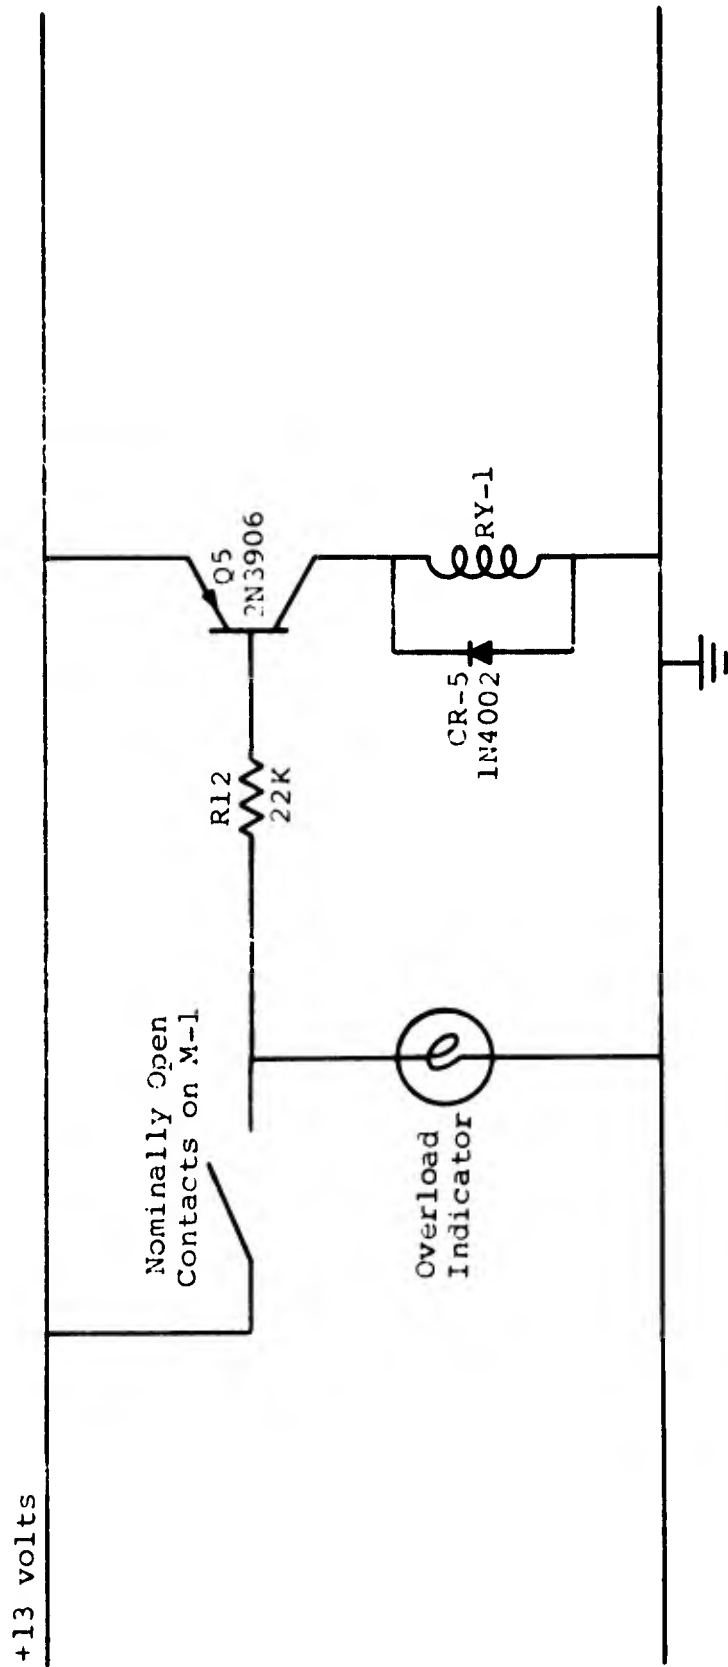 +13 volts
Nominally Open
Contacts on M-1
R12
22K
Q5
2N3906
Overload
Indicator
CR-5
1N4002
RY-1